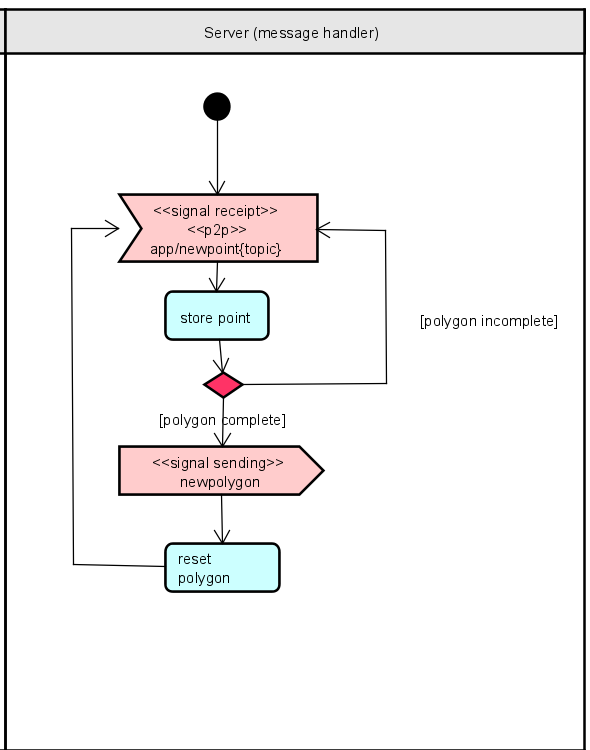 Server (message handler)
<<signal receipt>>
<<p2p>>
app/newpoint{topic}
store point
[polygon incomplete]
[polygon complete]
<<signal sending>>
newpolygon
reset
polygon